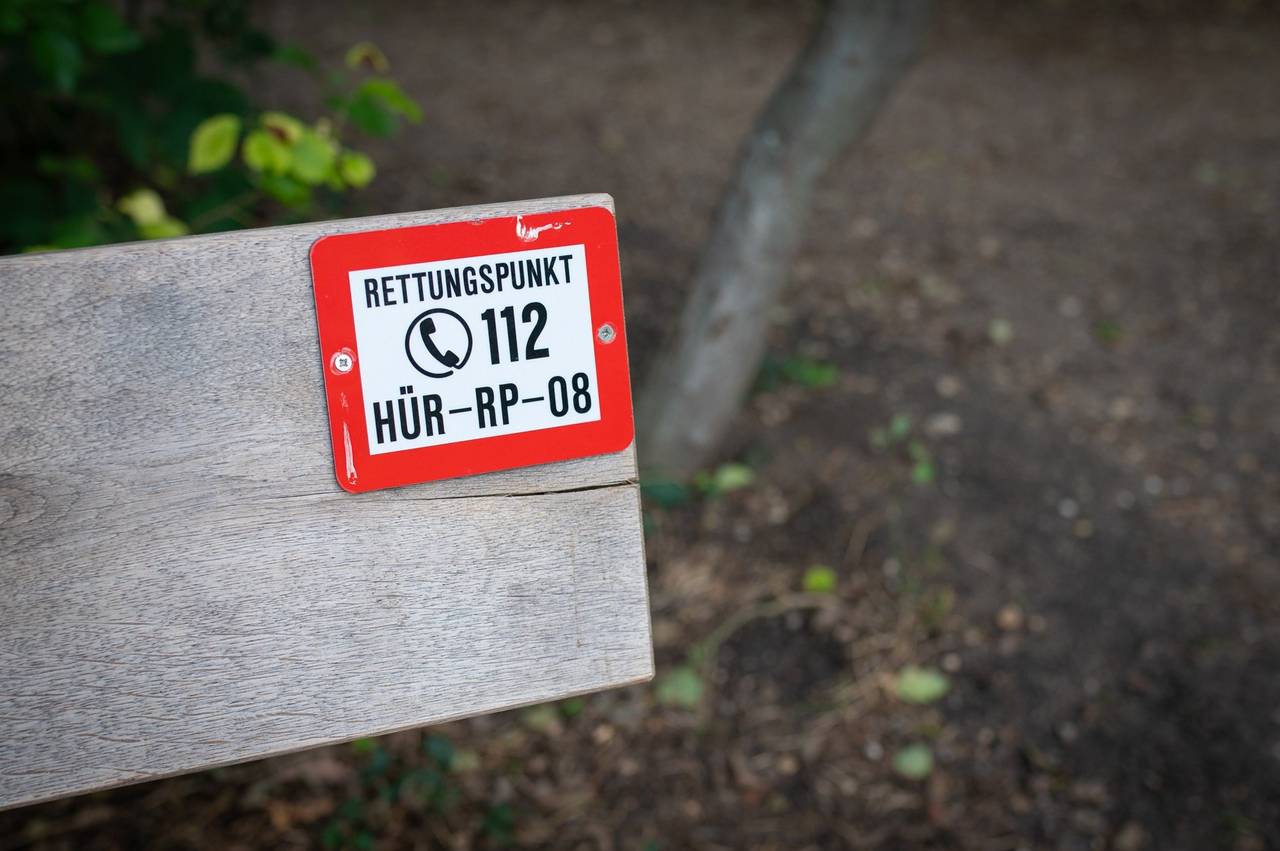 RETTUNGSPUNKT
112
HÜR-RP-08